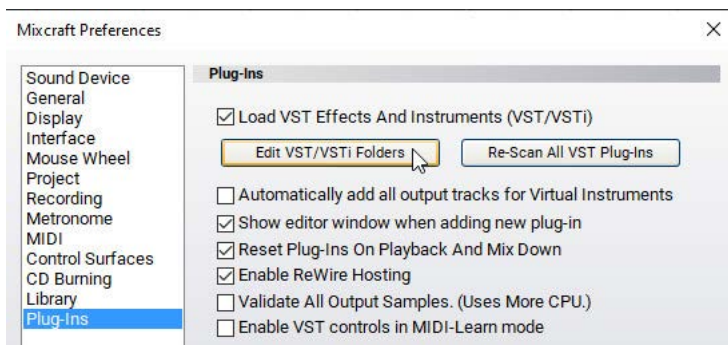 Mixcraft Preferences
Sound Device
General
Display
Interface
Mouse Wheel
Project
Recording
Metronome
MIDI
Control Surfaces
CD Burning
Library
Plug-Ins
Plug-Ins
Load VST Effects And Instruments (VST/VSTi)
Edit VST/VSTi Folders
Re-Scan All VST Plug-Ins
Automatically add all output tracks for Virtual Instruments
Show editor window when adding new plug-in
Reset Plug-Ins On Playback And Mix Down
Enable ReWire Hosting
Validate All Output Samples. (Uses More CPU.)
Enable VST controls in MIDI-Learn mode